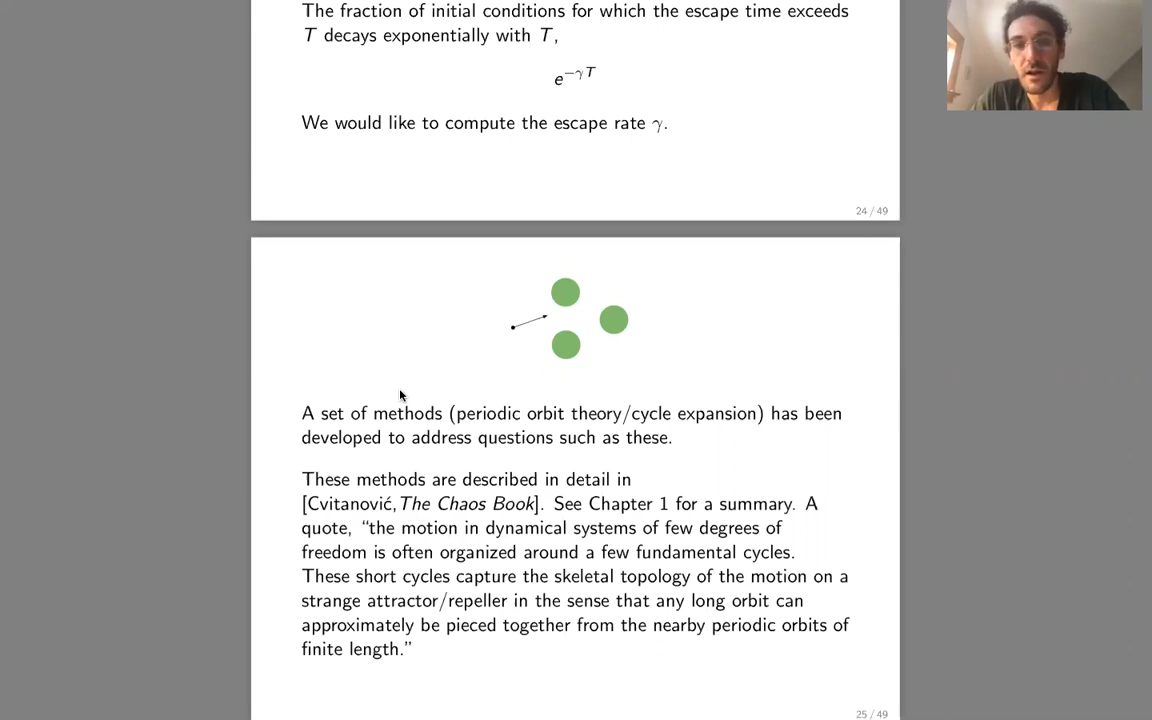 The fraction of initial conditions for which the escape time exceeds
T decays exponentially with T,
e^{−γT}
We would like to compute the escape rate γ.
24 / 49
A set of methods (periodic orbit theory/cycle expansion) has been
developed to address questions such as these.
These methods are described in detail in
[Cvitanović, The Chaos Book]. See Chapter 1 for a summary. A
quote, “the motion in dynamical systems of few degrees of
freedom is often organized around a few fundamental cycles.
These short cycles capture the skeletal topology of the motion on a
strange attractor/repeller in the sense that any long orbit can
approximately be pieced together from the nearby periodic orbits of
finite length.”
25 / 49